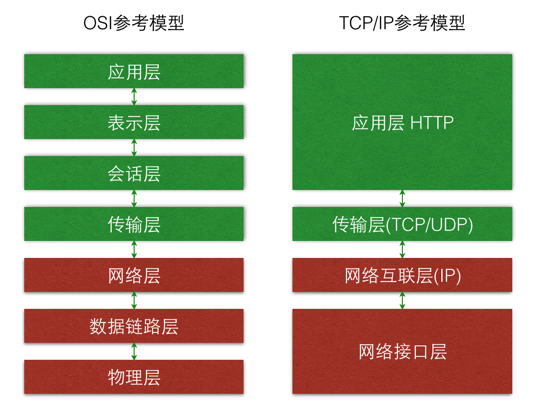 OSI参考模型
应用层
表示层
会话层
传输层
网络层
数据链路层
物理层
TCP/IP参考模型
应用层 HTTP
传输层(TCP/UDP)
网络互联层(IP)
网络接口层